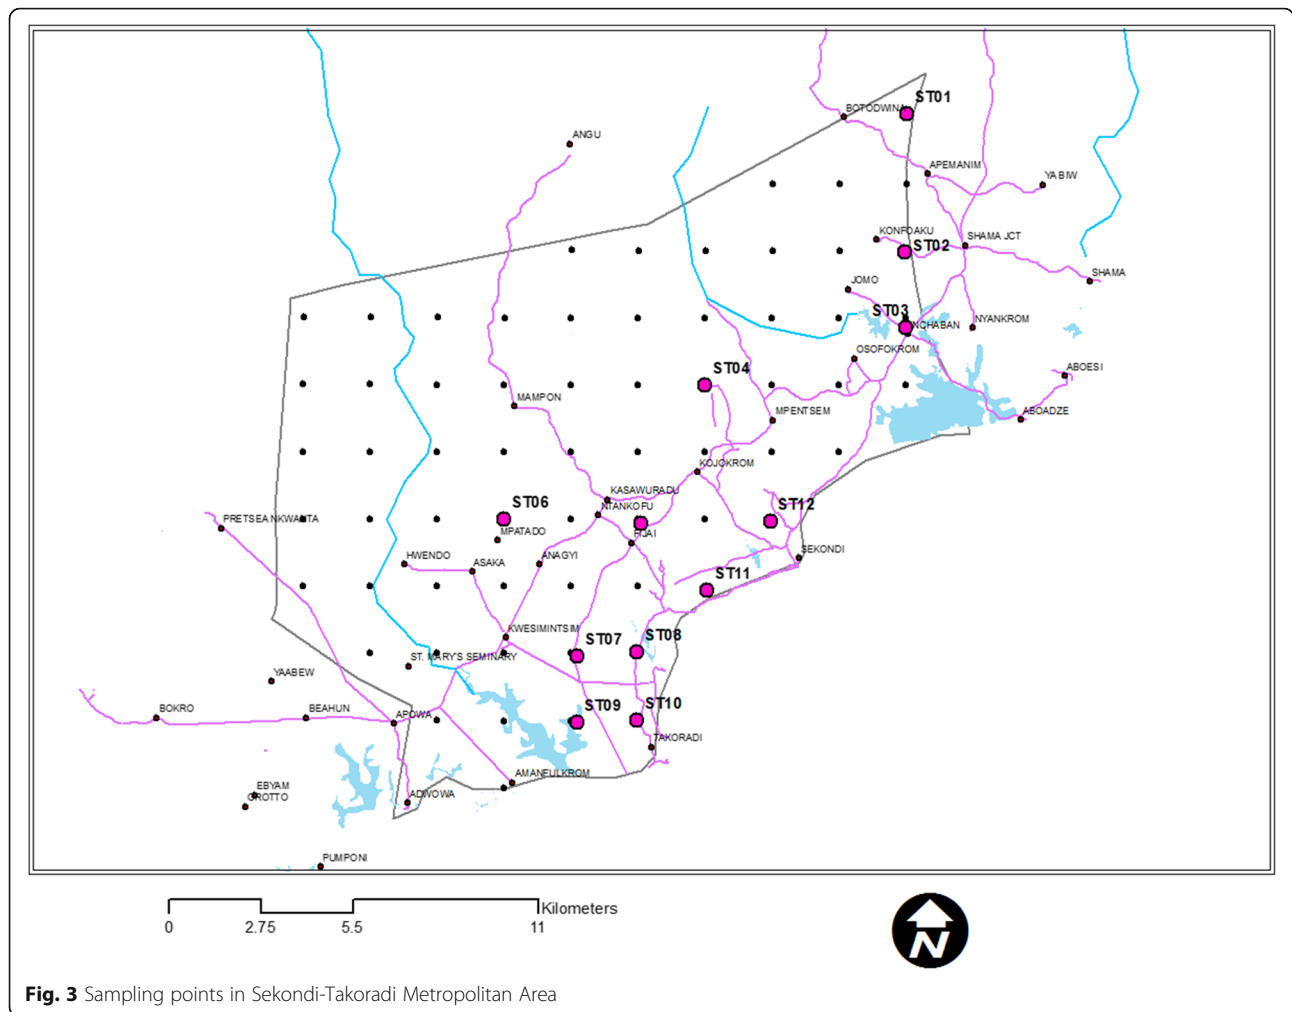 ST01
BOTODWINA
ANGU
APEMANIM
YABIW
KONFOAKU
SHAMA JCT
ST02
SHAMA
JOMO
ST03
INCHABAN
NYANKROM
OSOFOKROM
ST04
ABOESI
MAMPON
MPENTSEM
ABOADZE
KOJOKROM
KASAWURADU
ST06
NTANKOFU
ST12
PRETSEA NKWANTA
MPATADO
FIJAI
SEKONDI
HWENDO
ASAKA
ANAGYI
ST11
KWESIMINTSIM
ST07
ST08
ST. MARY'S SEMINARY
YAABEW
BOKRO
BEAHUN
APOWA
ST09
ST10
TAKORADI
AMANFULKROM
EBYAM
GROTTO
ADWOWA
PUMPONI
Kilometers
0 2.75 5.5 11
N
Fig. 3 Sampling points in Sekondi-Takoradi Metropolitan Area